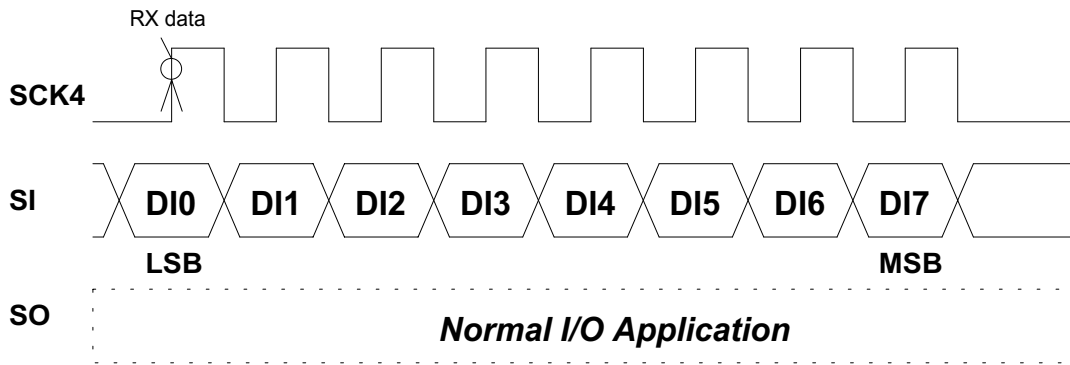 RX data
SCK4
SI DI0 DI1 DI2 DI3 DI4 DI5 DI6 DI7
LSB MSB
SO Normal I/O Application